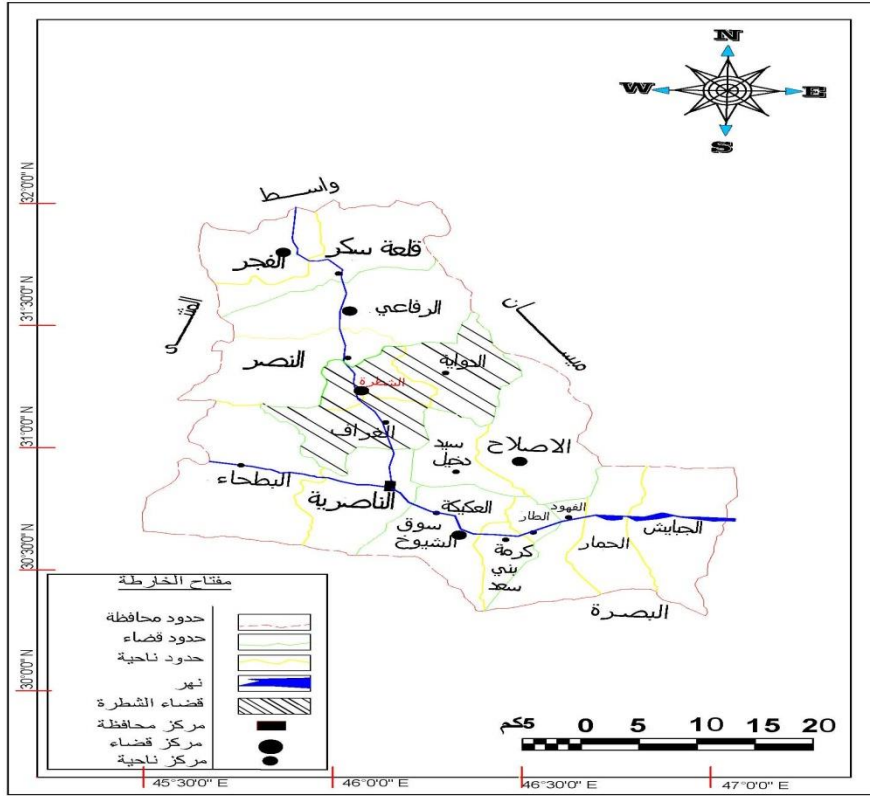 N
W E
S
32°0'0" N
31°30'0" N
31°0'0" N
30°30'0" N
30°0'0" N
واسط
قلعة سكر
الفجر
الرفاعي
ميسان
النصر
الدواية
الشطرة
الغراف
سيد
دخيل
الاصلاح
البطحاء
الناصرية
العكيكة
سوق
الشيوخ
الفهود
الطار
كرمة
بني
سعد
الحمار
الجبايش
البصرة
مفتاح الخارطة
حدود محافظة
حدود قضاء
حدود ناحية
نهر
قضاء الشطرة
مركز محافظة
مركز قضاء
مركز ناحية
5كم 0 5 10 15 20
45°30'0" E 46°0'0" E 46°30'0" E 47°0'0" E